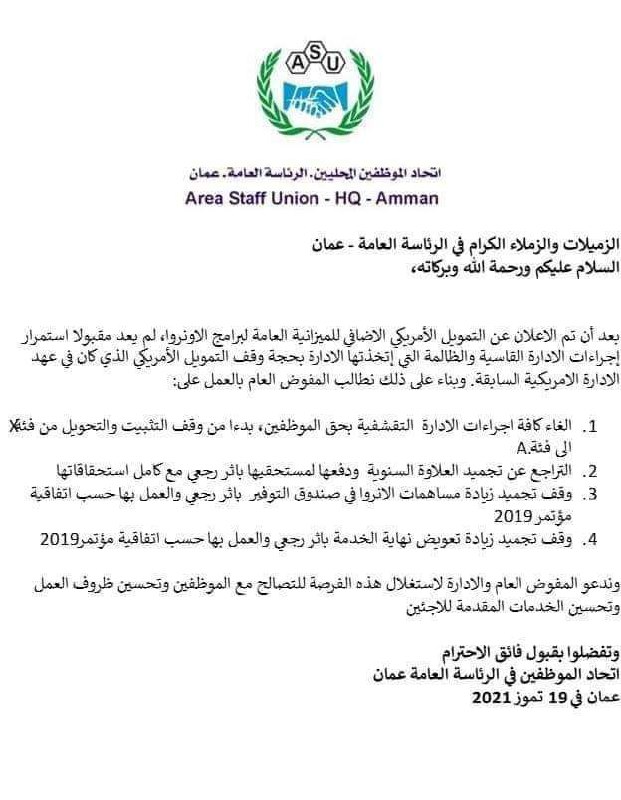 ASU
اتحاد الموظفين المحليين. الرئاسة العامة. عمان
Area Staff Union - HQ - Amman
الزميلات والزملاء الكرام في الرئاسة العامة - عمان
السلام عليكم ورحمة الله وبركاته،
بعد أن تم الاعلان عن التمويل الأمريكي الاضافي للميزانية العامة لبرامج الاونروا، لم يعد مقبولا استمرار
إجراءات الادارة القاسية والظالمة التي إتخذتها الادارة بحجة وقف التمويل الأمريكي الذي كان في عهد
الادارة الامريكية السابقة. وبناء على ذلك نطالب المفوض العام بالعمل على:
1. الغاء كافة اجراءات الادارة التقشفية بحق الموظفين، بدءا من وقف التثبيت والتحويل من فئةX
الى فئةA.
2. التراجع عن تجميد العلاوة السنوية ودفعها لمستحقيها باثر رجعي مع كامل استحقاقاتها
3. وقف تجميد زيادة مساهمات الانروا في صندوق التوفير باثر رجعي والعمل بها حسب اتفاقية
مؤتمر 2019
4. وقف تجميد زيادة تعويض نهاية الخدمة باثر رجعي والعمل بها حسب اتفاقية مؤتمر2019
وندعو المفوض العام والادارة لاستغلال هذه الفرصة للتصالح مع الموظفين وتحسين ظروف العمل
وتحسين الخدمات المقدمة للاجئين
وتفضلوا بقبول فائق الاحترام
اتحاد الموظفين في الرئاسة العامة عمان
عمان في 19 تموز 2021